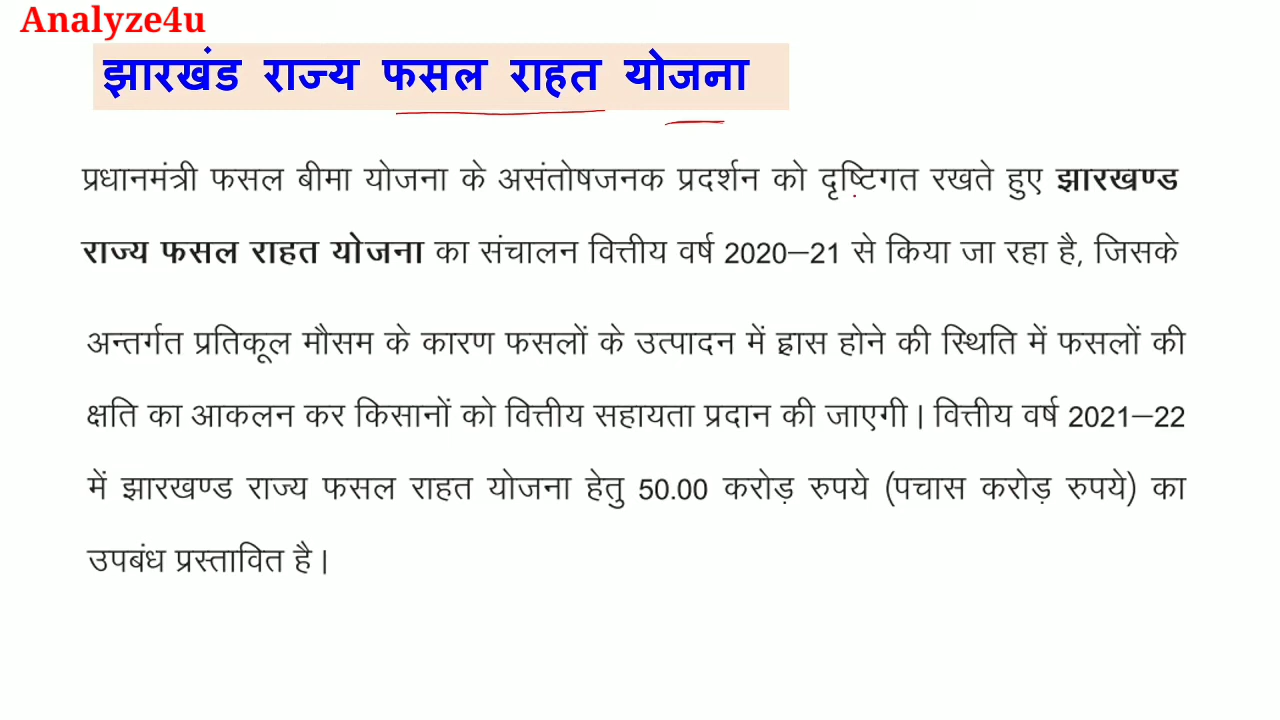 Analyze4u
झारखंड राज्य फसल राहत योजना
प्रधानमंत्री फसल बीमा योजना के असंतोषजनक प्रदर्शन को दृष्टिगत रखते हुए झारखण्ड
राज्य फसल राहत योजना का संचालन वित्तीय वर्ष 2020–21 से किया जा रहा है, जिसके
अन्तर्गत प्रतिकूल मौसम के कारण फसलों के उत्पादन में ह्रास होने की स्थिति में फसलों की
क्षति का आकलन कर किसानों को वित्तीय सहायता प्रदान की जाएगी। वित्तीय वर्ष 2021–22
में झारखण्ड राज्य फसल राहत योजना हेतु 50.00 करोड़ रुपये (पचास करोड़ रुपये) का
उपबंध प्रस्तावित है।